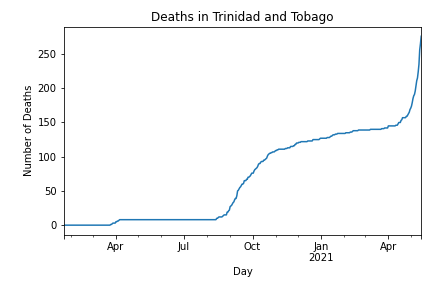 Deaths in Trinidad and Tobago
Number of Deaths
250
200
150
100
50
0
Apr
Jul
Oct
Jan
2021
Apr
Day